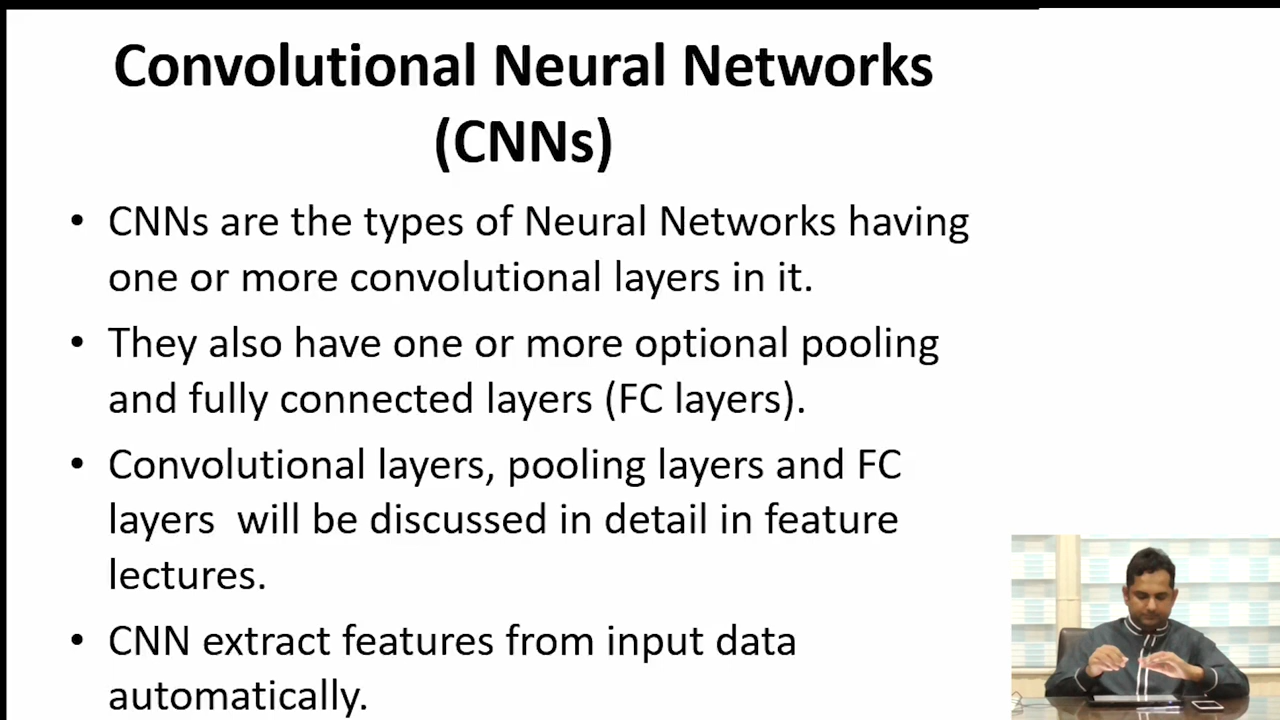 Convolutional Neural Networks
(CNNs)
• CNNs are the types of Neural Networks having
one or more convolutional layers in it.
• They also have one or more optional pooling
and fully connected layers (FC layers).
• Convolutional layers, pooling layers and FC
layers  will be discussed in detail in feature
lectures.
• CNN extract features from input data
automatically.